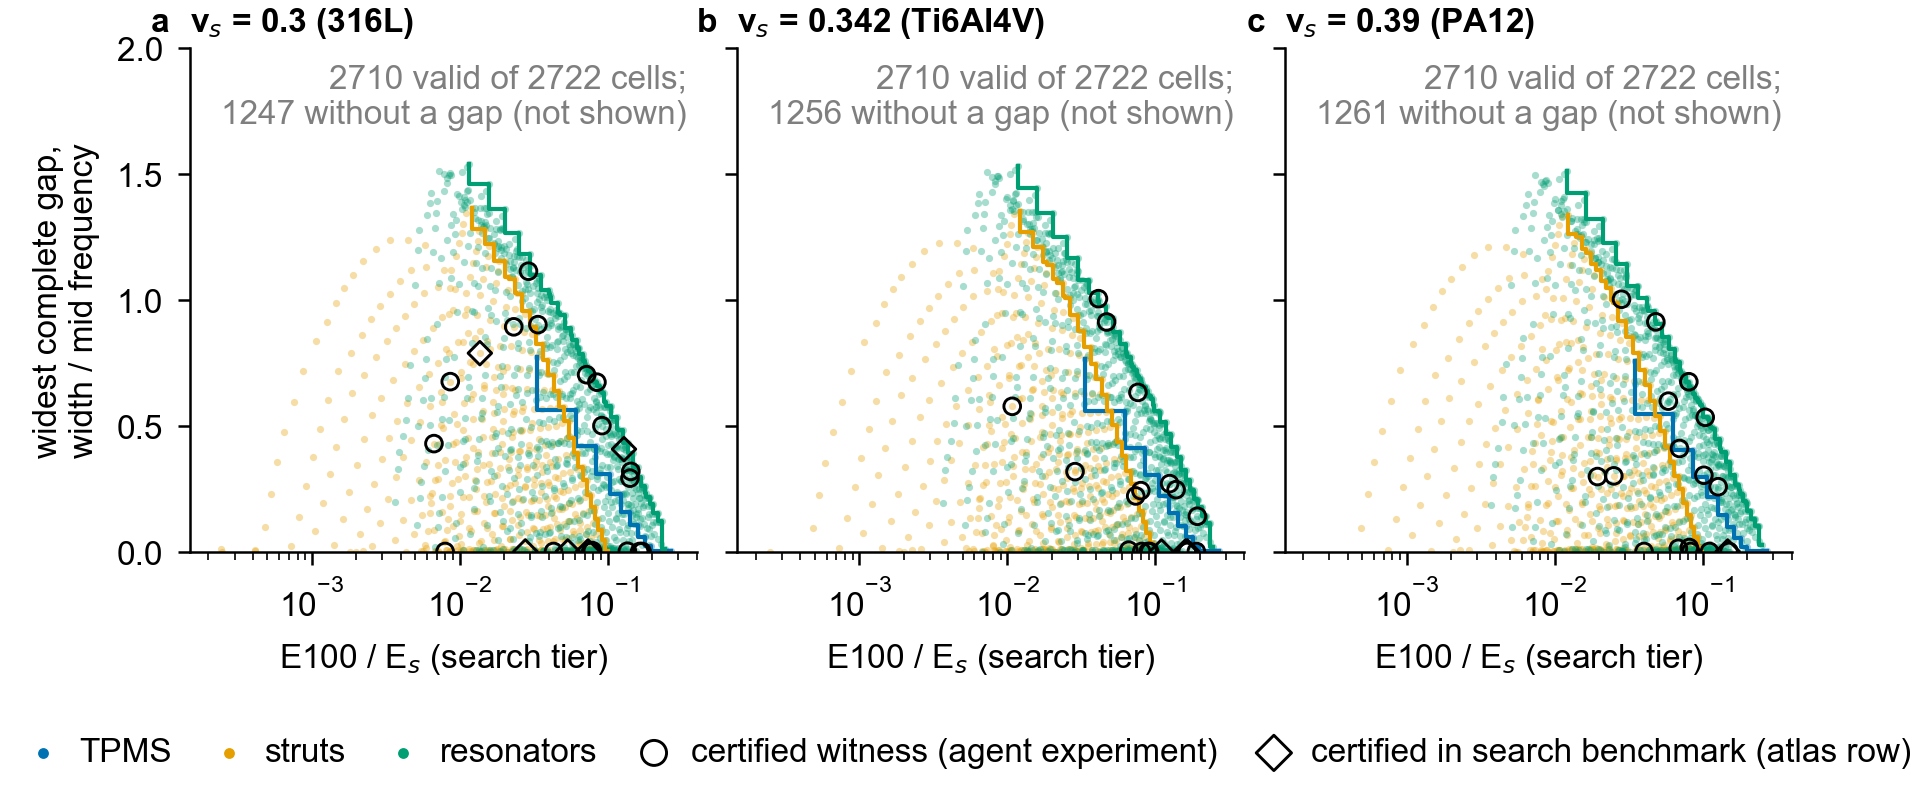 a v_s = 0.3 (316L)
b v_s = 0.342 (Ti6Al4V)
c v_s = 0.39 (PA12)
2710 valid of 2722 cells;
1247 without a gap (not shown)
2710 valid of 2722 cells;
1256 without a gap (not shown)
2710 valid of 2722 cells;
1261 without a gap (not shown)
widest complete gap,
width / mid frequency
2.0
1.5
1.0
0.5
0.0
10^−3 10^−2 10^−1
10^−3 10^−2 10^−1
10^−3 10^−2 10^−1
E100 / E_s (search tier)
E100 / E_s (search tier)
E100 / E_s (search tier)
TPMS struts resonators certified witness (agent experiment) certified in search benchmark (atlas row)